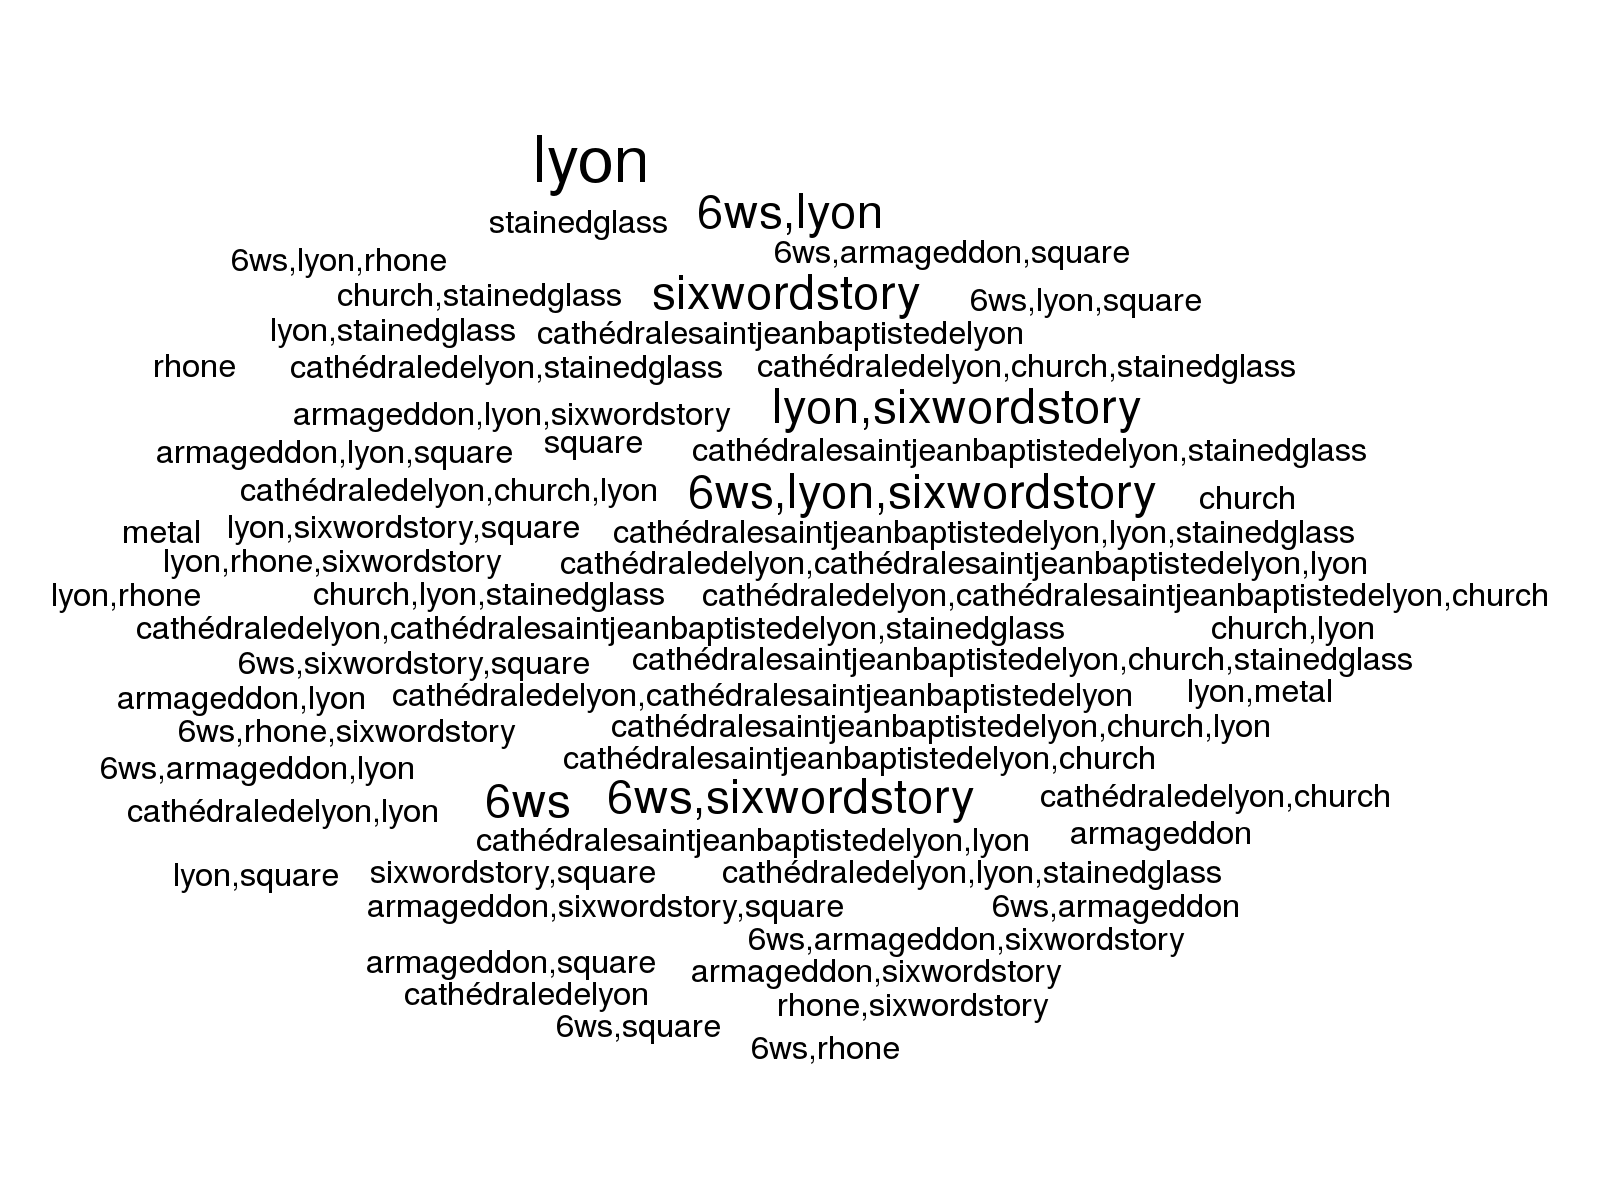 lyon
stainedglass 6ws,lyon
6ws,lyon,rhone 6ws,armageddon,square
church,stainedglass sixwordstory 6ws,lyon,square
lyon,stainedglass cathédralesaintjeanbaptistedelyon
rhone cathédraledelyon,stainedglass cathédraledelyon,church,stainedglass
armageddon,lyon,sixwordstory lyon,sixwordstory
armageddon,lyon,square square cathédralesaintjeanbaptistedelyon,stainedglass
cathédraledelyon,church,lyon 6ws,lyon,sixwordstory church
metal lyon,sixwordstory,square cathédralesaintjeanbaptistedelyon,lyon,stainedglass
lyon,rhone,sixwordstory cathédraledelyon,cathédralesaintjeanbaptistedelyon,lyon
lyon,rhone church,lyon,stainedglass cathédraledelyon,cathédralesaintjeanbaptistedelyon,church
cathédraledelyon,cathédralesaintjeanbaptistedelyon,stainedglass church,lyon
6ws,sixwordstory,square cathédralesaintjeanbaptistedelyon,church,stainedglass
armageddon,lyon cathédraledelyon,cathédralesaintjeanbaptistedelyon lyon,metal
6ws,rhone,sixwordstory cathédralesaintjeanbaptistedelyon,church,lyon
6ws,armageddon,lyon cathédralesaintjeanbaptistedelyon,church
cathédraledelyon,lyon 6ws 6ws,sixwordstory cathédraledelyon,church
cathédralesaintjeanbaptistedelyon,lyon armageddon
lyon,square sixwordstory,square cathédraledelyon,lyon,stainedglass
armageddon,sixwordstory,square 6ws,armageddon
6ws,armageddon,sixwordstory
armageddon,square armageddon,sixwordstory
cathédraledelyon rhone,sixwordstory
6ws,square
6ws,rhone